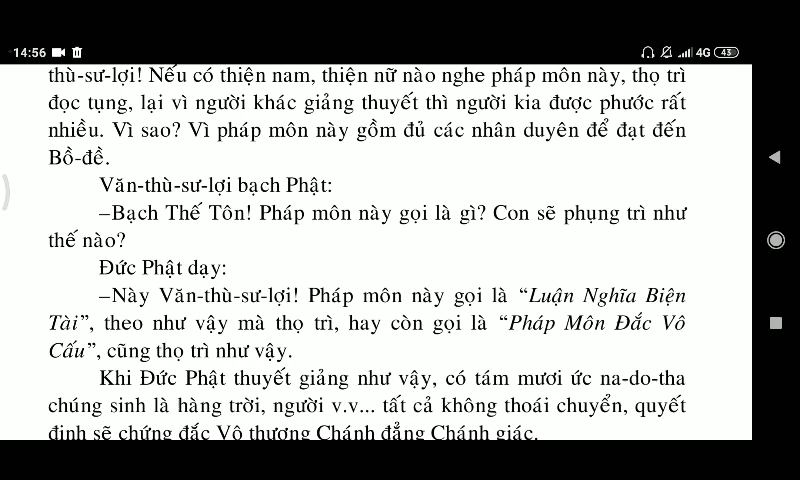 14:56 4G 43
thù-sư-lợi! Nếu có thiện nam, thiện nữ nào nghe pháp môn này, thọ trì
đọc tụng, lại vì người khác giảng thuyết thì người kia được phước rất
nhiều. Vì sao? Vì pháp môn này gồm đủ các nhân duyên để đạt đến
Bồ-đề.
Văn-thù-sư-lợi bạch Phật:
–Bạch Thế Tôn! Pháp môn này gọi là gì? Con sẽ phụng trì như
thế nào?
Đức Phật dạy:
–Này Văn-thù-sư-lợi! Pháp môn này gọi là “Luận Nghĩa Biện
Tài”, theo như vậy mà thọ trì, hay còn gọi là “Pháp Môn Đắc Vô
Cấu”, cũng thọ trì như vậy.
Khi Đức Phật thuyết giảng như vậy, có tám mươi ức na-do-tha
chúng sinh là hàng trời, người v.v... tất cả không thoái chuyển, quyết
định sẽ chứng đắc Vô thượng Chánh đẳng Chánh giác.